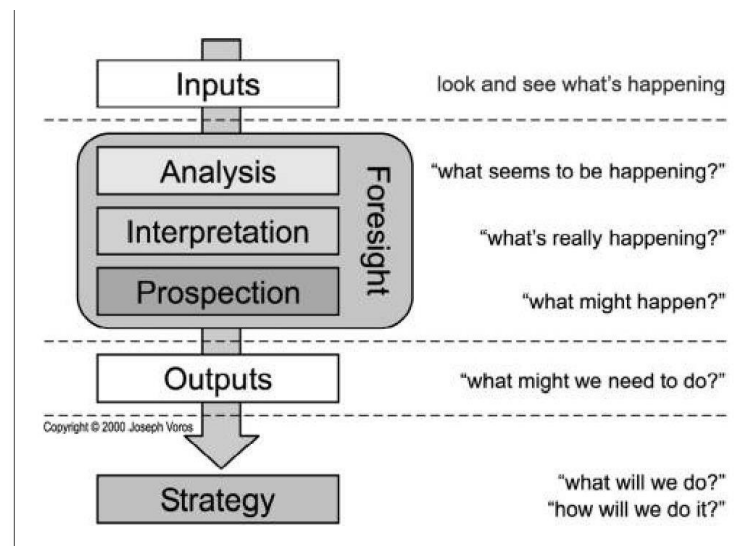 Inputs
look and see what’s happening
Analysis
“what seems to be happening?”
Interpretation
“what’s really happening?”
Prospection
“what might happen?”
Foresight
Outputs
“what might we need to do?”
Copyright © 2000 Joseph Voros
Strategy
“what will we do?”
“how will we do it?”